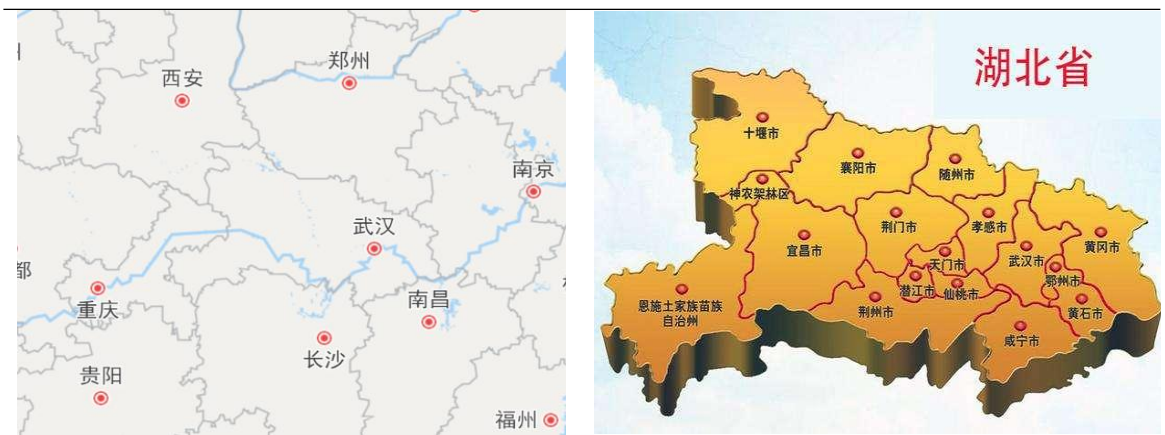 郑州
西安
南京
武汉
都
重庆
南昌
长沙
贵阳
福州
湖北省
十堰市
襄阳市
随州市
神农架林区
荆门市
孝感市
黄冈市
宜昌市
天门市
武汉市
鄂州市
潜江市
仙桃市
恩施土家族苗族
自治州
荆州市
黄石市
咸宁市